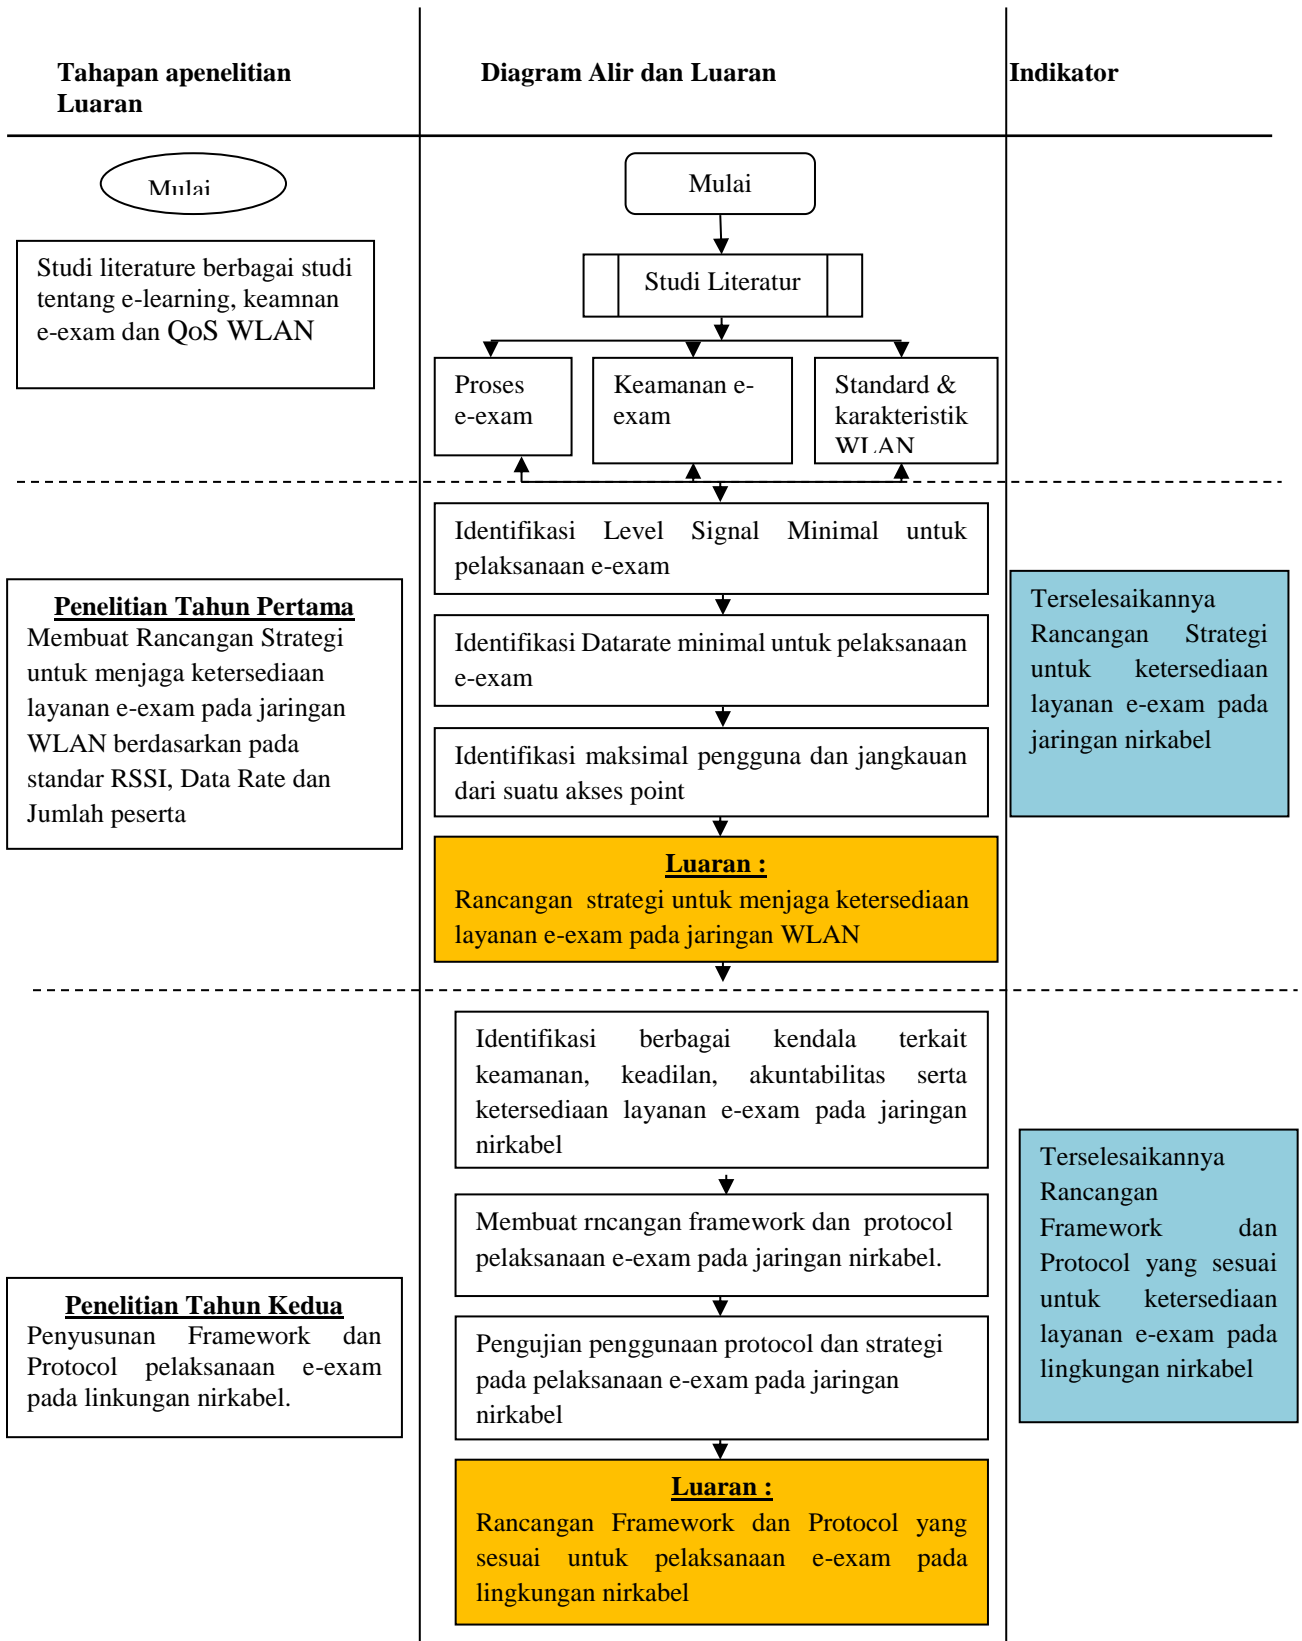 Tahapan apenelitian
Luaran
Diagram Alir dan Luaran
Indikator
Mulai
Studi literature berbagai studi
tentang e-learning, keamnan
e-exam dan QoS WLAN
Mulai
Studi Literatur
Proses
e-exam
Keamanan e-
exam
Standard &
karakteristik
WLAN
Identifikasi Level Signal Minimal untuk
pelaksanaan e-exam
Identifikasi Datarate minimal untuk pelaksanaan
e-exam
Identifikasi maksimal pengguna dan jangkauan
dari suatu akses point
Luaran :
Rancangan strategi untuk menjaga ketersediaan
layanan e-exam pada jaringan WLAN
Penelitian Tahun Pertama
Membuat Rancangan Strategi
untuk menjaga ketersediaan
layanan e-exam pada jaringan
WLAN berdasarkan pada
standar RSSI, Data Rate dan
Jumlah peserta
Terselesaikannya
Rancangan Strategi
untuk ketersediaan
layanan e-exam pada
jaringan nirkabel
Identifikasi berbagai kendala terkait
keamanan, keadilan, akuntabilitas serta
ketersediaan layanan e-exam pada jaringan
nirkabel
Membuat rncangan framework dan protocol
pelaksanaan e-exam pada jaringan nirkabel.
Pengujian penggunaan protocol dan strategi
pada pelaksanaan e-exam pada jaringan
nirkabel
Luaran :
Rancangan Framework dan Protocol yang
sesuai untuk pelaksanaan e-exam pada
lingkungan nirkabel
Penelitian Tahun Kedua
Penyusunan Framework dan
Protocol pelaksanaan e-exam
pada linkungan nirkabel.
Terselesaikannya
Rancangan
Framework dan
Protocol yang sesuai
untuk ketersediaan
layanan e-exam pada
lingkungan nirkabel